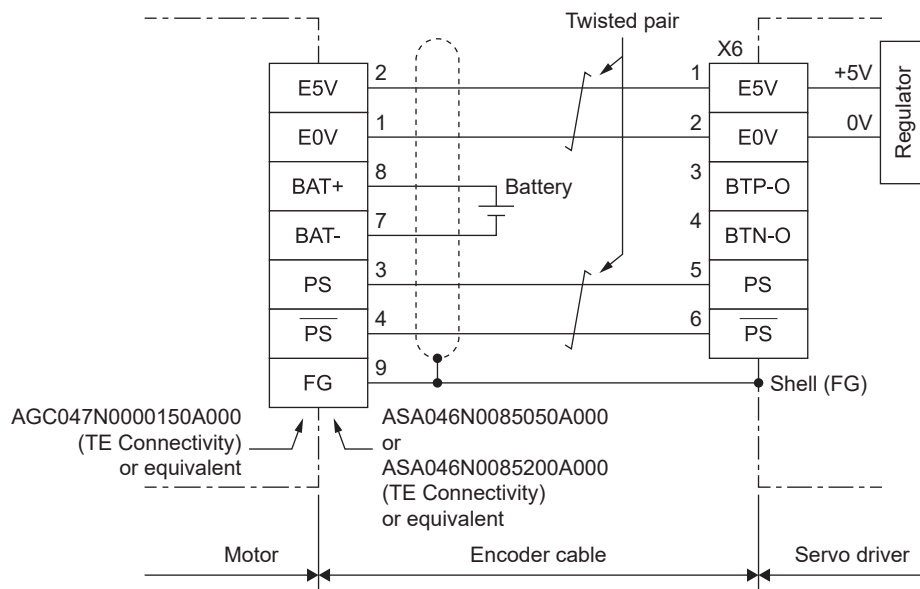 Twisted pair
X6
E5V 2 1 E5V +5V
E0V 1 2 E0V 0V
Regulator
BAT+ 8 Battery 3 BTP-O
BAT- 7 4 BTN-O
PS 3 5 PS
P̅S̅ 4 6 P̅S̅
FG 9 Shell (FG)
AGC047N0000150A000
(TE Connectivity)
or equivalent
ASA046N0085050A000
or
ASA046N0085200A000
(TE Connectivity)
or equivalent
Motor Encoder cable Servo driver